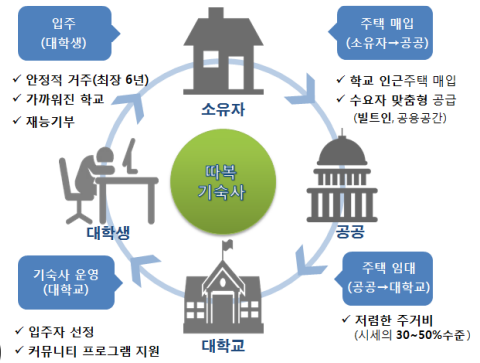 입주
(대학생)
✓ 안정적 거주(최장 6년)
✓ 가까워진 학교
✓ 재능기부
소유자
주택 매입
(소유자→공공)
✓ 학교 인근주택 매입
✓ 수요자 맞춤형 공급
(빌트인, 공용공간)
따복
기숙사
대학생
공공
기숙사 운영
(대학교)
✓ 입주자 선정
✓ 커뮤니티 프로그램 지원
대학교
주택 임대
(공공→대학교)
✓ 저렴한 주거비
(시세의 30~50%수준)